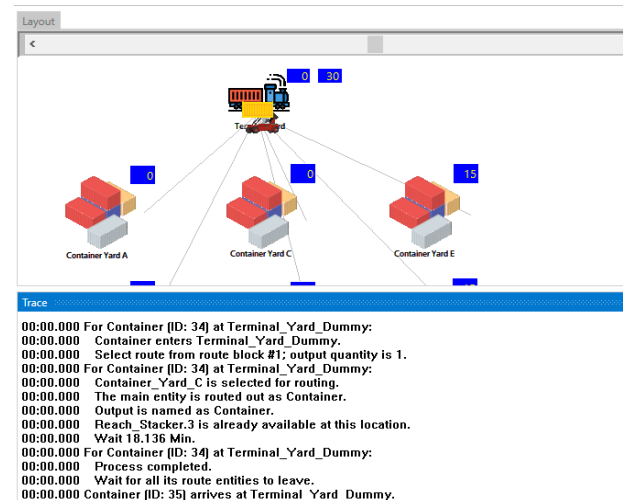 Layout
<
0 30
0
0
15
Container Yard A
Container Yard C
Container Yard E
Trace
00:00.000 For Container (ID: 34) at Terminal_Yard_Dummy:
00:00.000 Container enters Terminal_Yard_Dummy.
00:00.000 Select route from route block #1; output quantity is 1.
00:00.000 For Container (ID: 34) at Terminal_Yard_Dummy:
00:00.000 Container_Yard_C is selected for routing.
00:00.000 The main entity is routed out as Container.
00:00.000 Output is named as Container.
00:00.000 Reach_Stacker.3 is already available at this location.
00:00.000 Wait 18.136 Min.
00:00.000 For Container (ID: 34) at Terminal_Yard_Dummy:
00:00.000 Process completed.
00:00.000 Wait for all its route entities to leave.
00:00.000 Container (ID: 35) arrives at Terminal_Yard_Dummy.